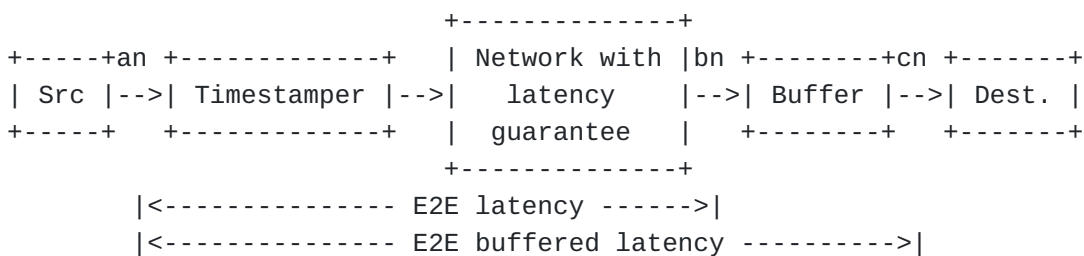 +--------------+
+-----+an +-------------+   | Network with |bn +--------+cn +-------+
| Src |-->| Timestamper |-->|   latency    |-->| Buffer |-->| Dest. |
+-----+   +-------------+   |  guarantee   |   +--------+   +-------+
                          +--------------+
        |<--------------- E2E latency ------>|
        |<--------------- E2E buffered latency ---------->|